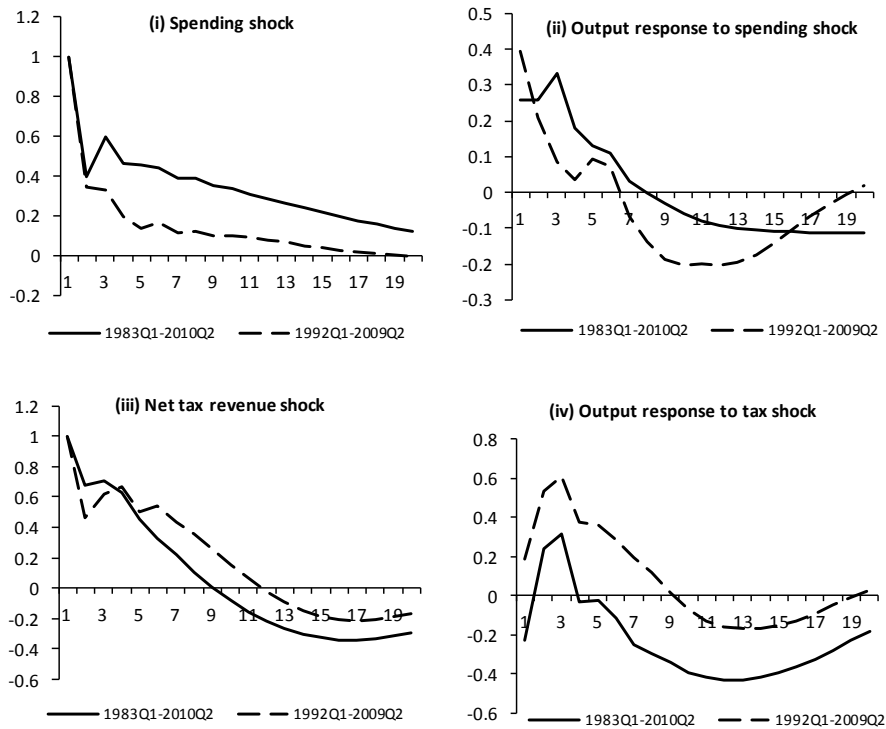 (i) Spending shock
1.2
1
0.8
0.6
0.4
0.2
0
-0.2
1 3 5 7 9 11 13 15 17 19
1983Q1-2010Q2 1992Q1-2009Q2
(ii) Output response to spending shock
0.5
0.4
0.3
0.2
0.1
0
-0.1
-0.2
-0.3
1 3 5 7 9 11 13 15 17 19
1983Q1-2010Q2 1992Q1-2009Q2
(iii) Net tax revenue shock
1.2
1
0.8
0.6
0.4
0.2
0
-0.2
-0.4
-0.6
1 3 5 7 9 11 13 15 17 19
1983Q1-2010Q2 1992Q1-2009Q2
(iv) Output response to tax shock
0.8
0.6
0.4
0.2
0
-0.2
-0.4
-0.6
1 3 5 7 9 11 13 15 17 19
1983Q1-2010Q2 1992Q1-2009Q2